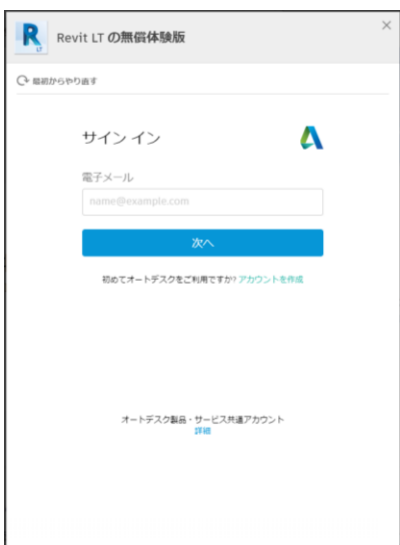 R
LT
Revit LT の無償体験版
最初からやり直す
サイン イン
電子メール
name@example.com
次へ
初めてオートデスクをご利用ですか? アカウントを作成
オートデスク製品・サービス共通アカウント
詳細